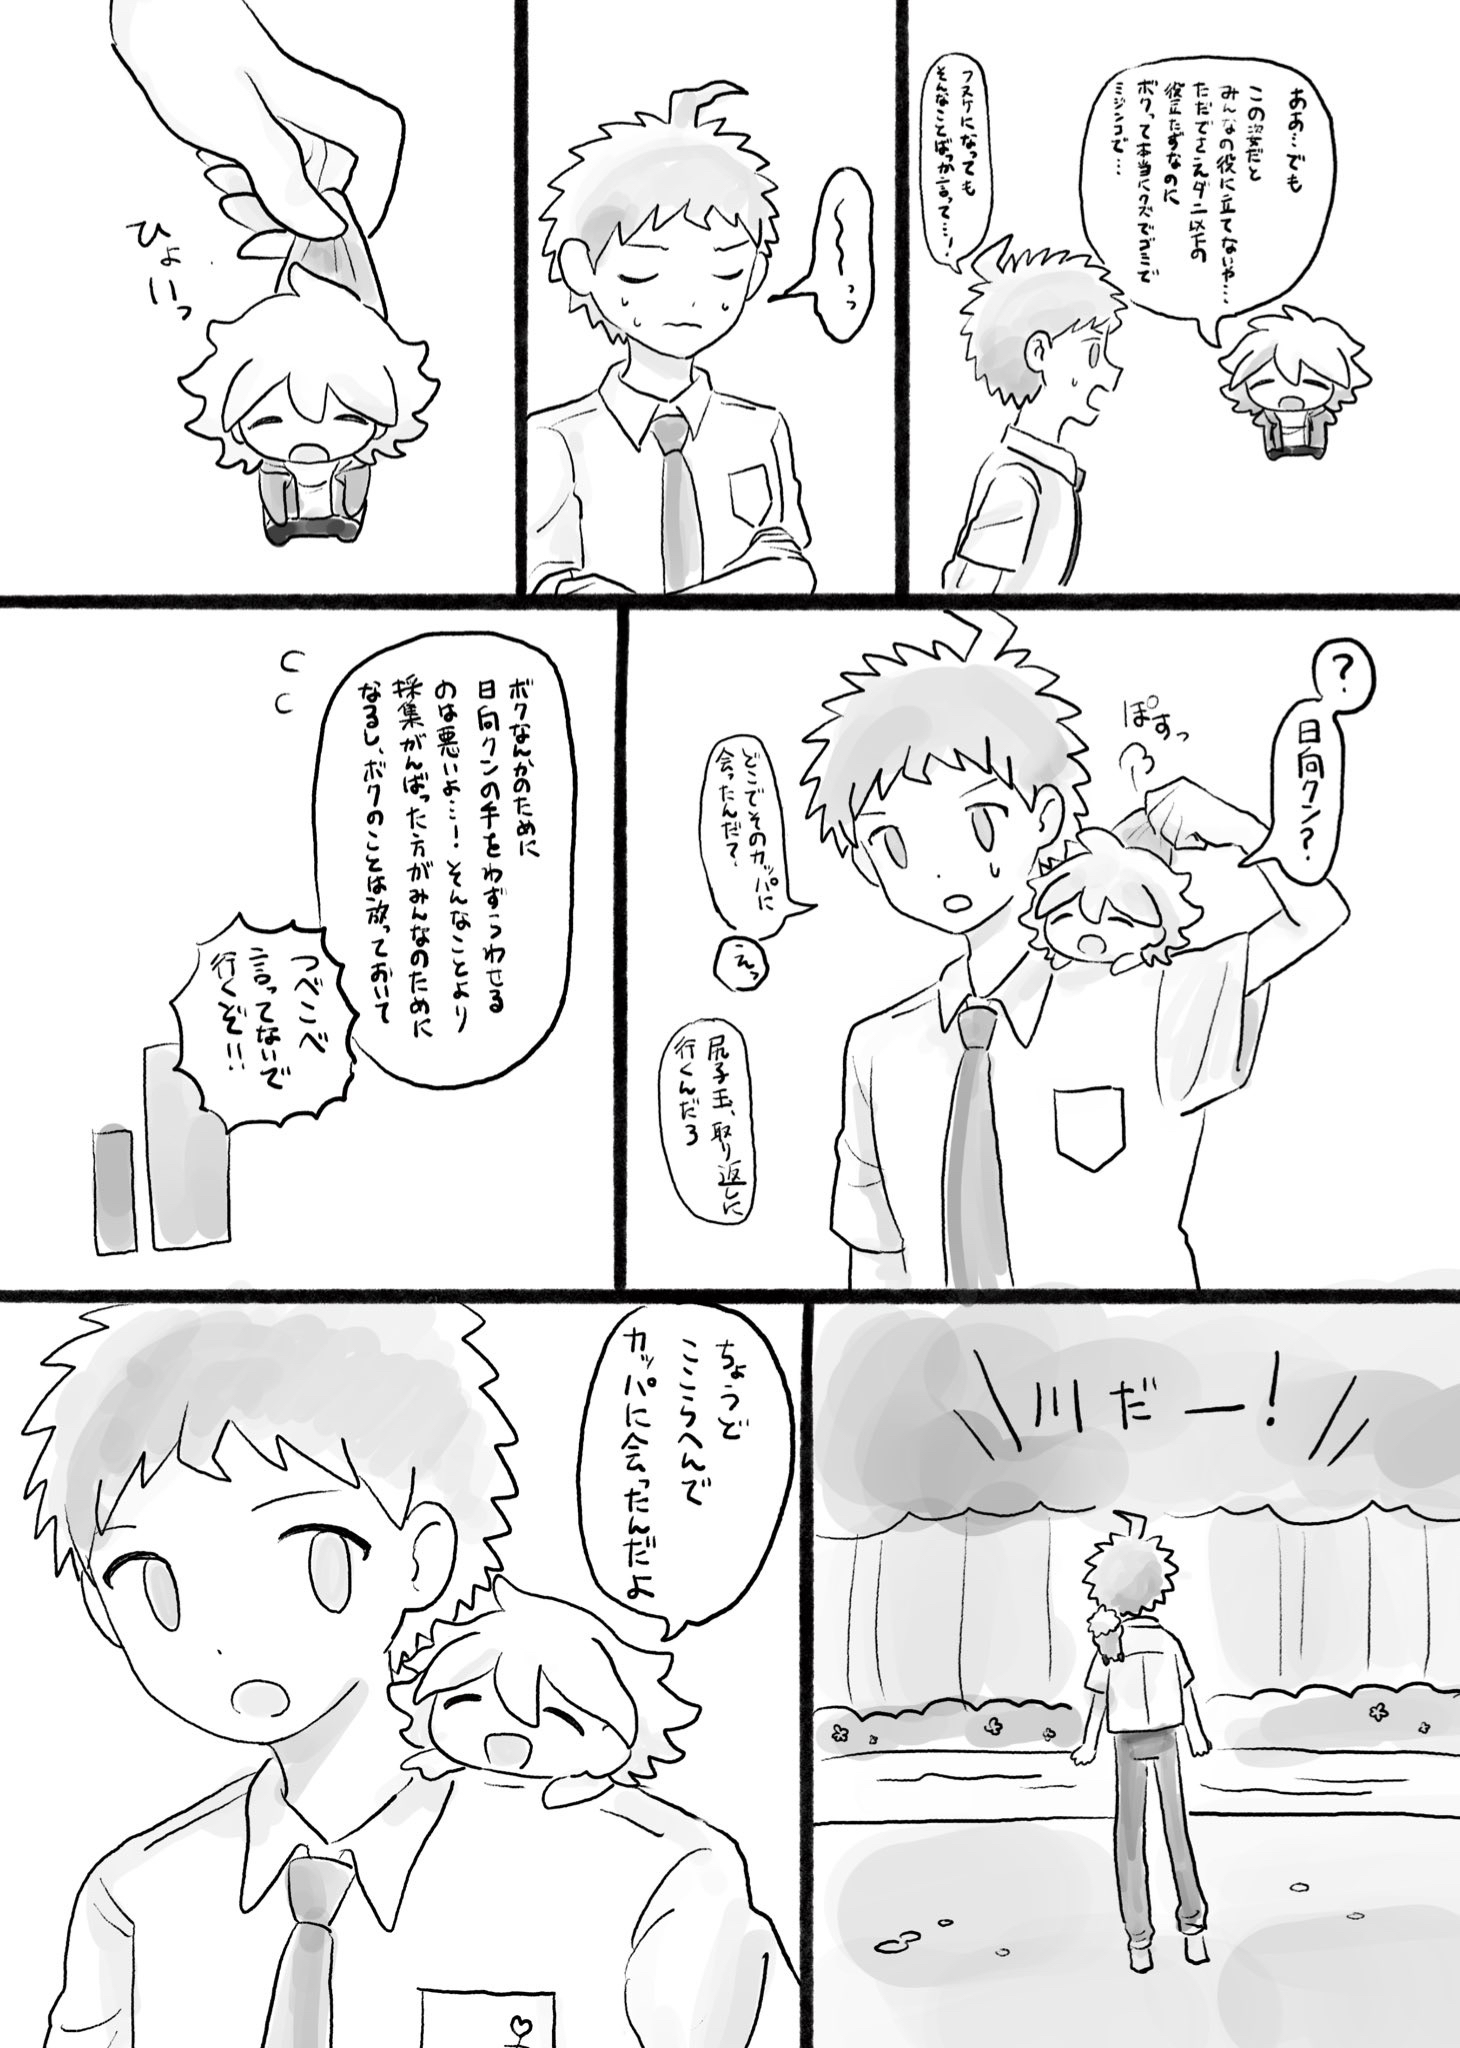 ああ…でも
この姿だと
みんなの役に立てないや…
ただでさえダニ以下の
役立たずなのに
ボクって本当にクズでゴミで
ミジンコで…
フヌケになっても
そんなことばっか言って…！
〜〜〜っっ
ひょいっ
？
日向クン？
ぽすっ
どこでそのカッパに
会ったんだ？
えっ
尻子玉、取り返しに
行くんだろ
ボクなんかのために
日向クンの手をわずらわせる
のは悪いよ…！そんなことより
採集がんばった方がみんなのために
なるし、ボクのことは放っておいて
つべこべ
言ってないで
行くぞ!!
川だー！
ちょうど
ここらへんで
カッパに会ったんだよ